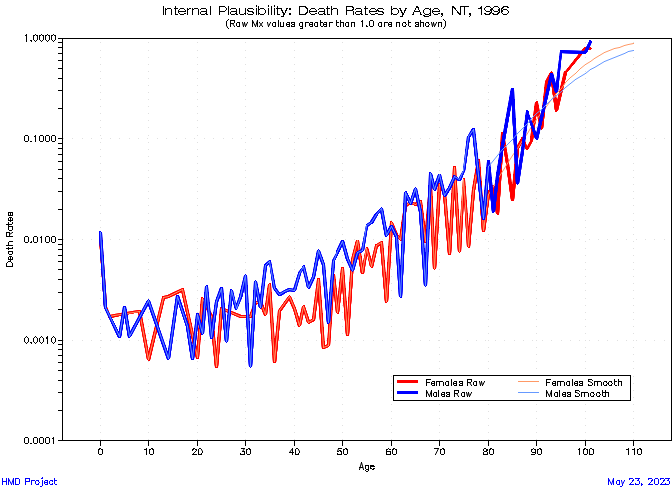 Internal Plausibility: Death Rates by Age, NT, 1996
(Raw Mx values greater than 1.0 are not shown)
1.0000
0.1000
0.0100
0.0010
0.0001
Death Rates
Females Raw
Females Smooth
Males Raw
Males Smooth
0 10 20 30 40 50 60 70 80 90 100 110
Age
HMD Project
May 23, 2023